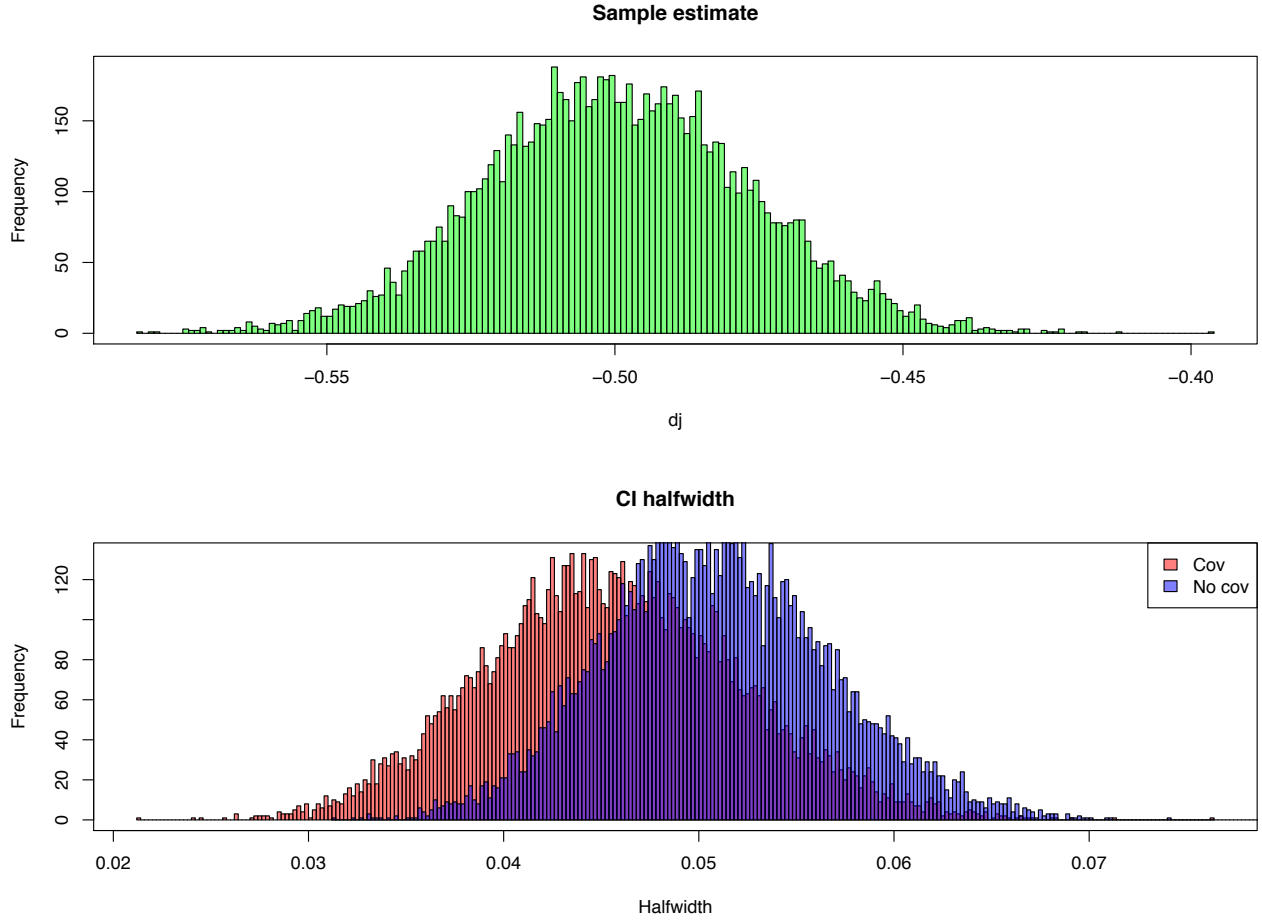 Sample estimate
Frequency
150
100
50
0
−0.55 −0.50 −0.45 −0.40
dj
CI halfwidth
Frequency
120
80
60
40
20
0
Cov
No cov
0.02 0.03 0.04 0.05 0.06 0.07
Halfwidth